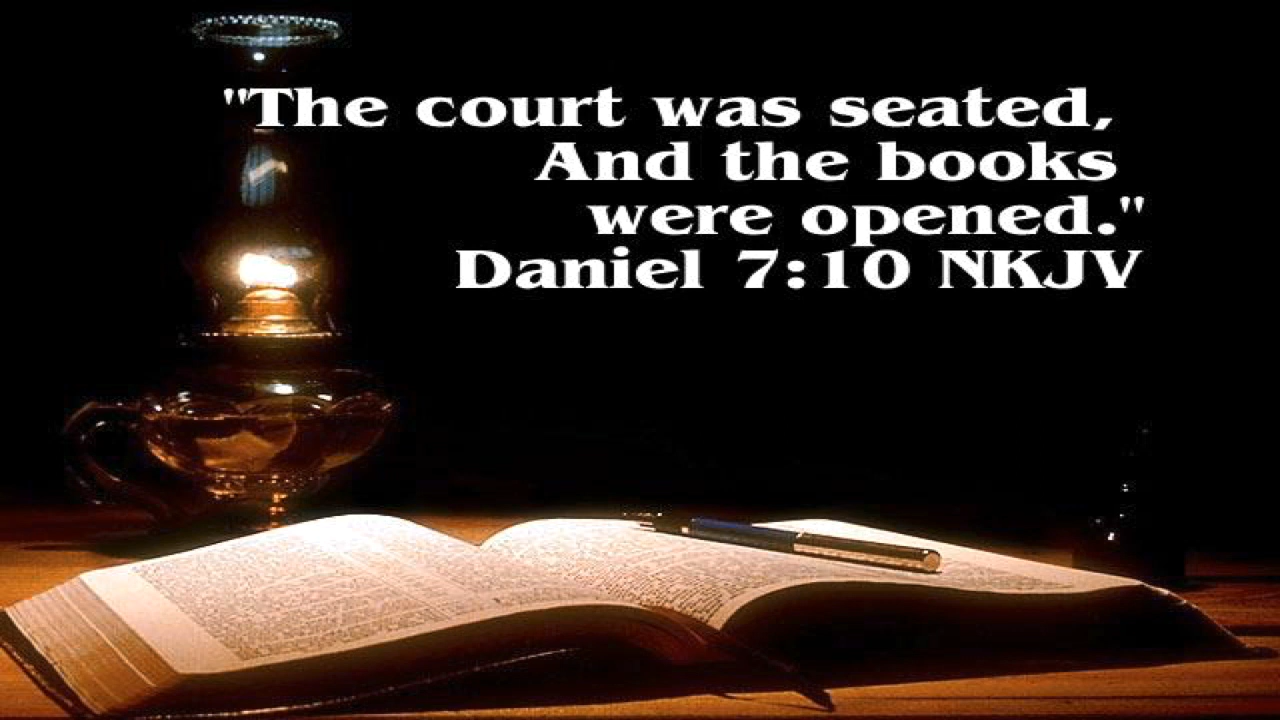 "The court was seated,
And the books
were opened."
Daniel 7:10 NKJV